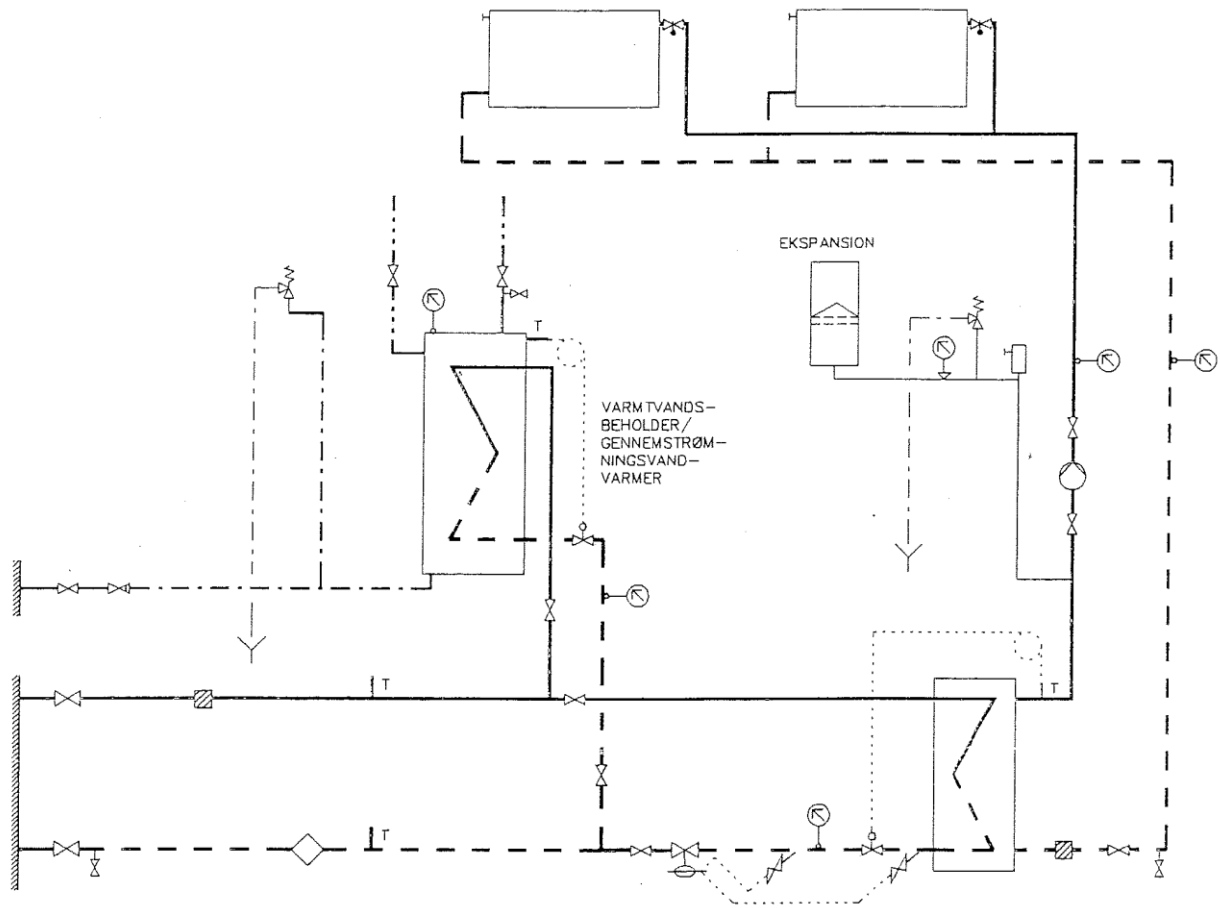 EKSPANSION
T
VARMTVANDS-
BEHOLDER/
GENNEMSTRØM-
NINGSVAND-
VARMER
T
T
T